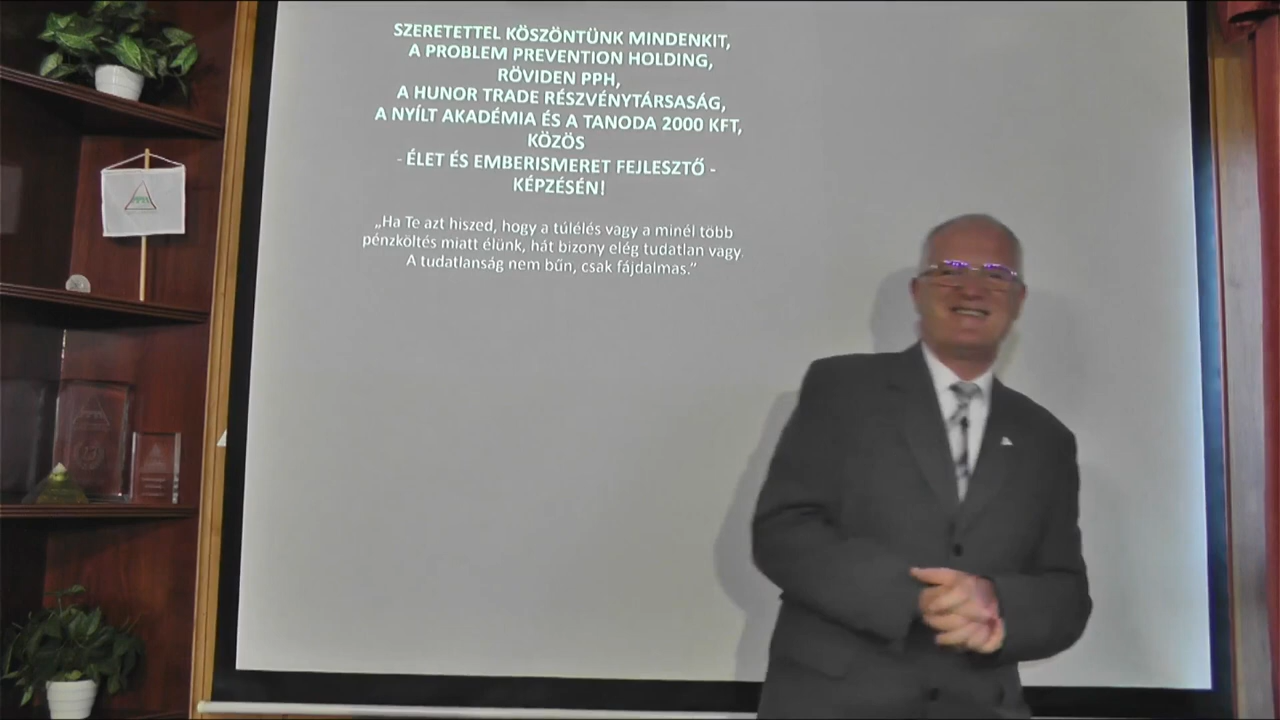 SZERETETTEL KÖSZÖNTÜNK MINDENKIT,
A PROBLEM PREVENTION HOLDING,
RÖVIDEN PPH,
A HUNOR TRADE RÉSZVÉNYTÁRSASÁG,
A NYÍLT AKADÉMIA ÉS A TANODA 2000 KFT,
KÖZÖS
- ÉLET ÉS EMBERISMERET FEJLESZTŐ -
KÉPZÉSÉN!
„Ha Te azt hiszed, hogy a túlélés vagy a minél több
pénzköltés miatt élünk, hát bizony elég tudatlan vagy.
A tudatlanság nem bűn, csak fájdalmas.”